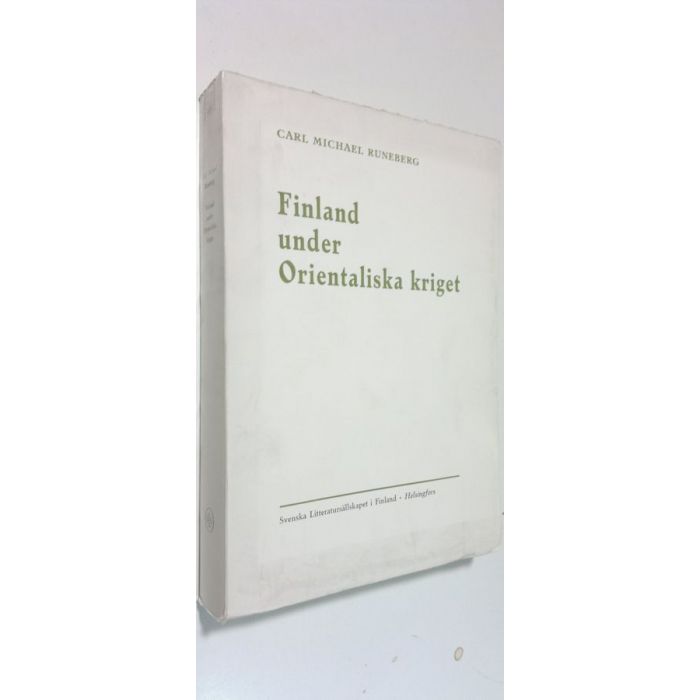 CARL MICHAEL RUNEBERG
Finland
under
Orientaliska kriget
Svenska Litteratursällskapet i Finland - Helsingfors